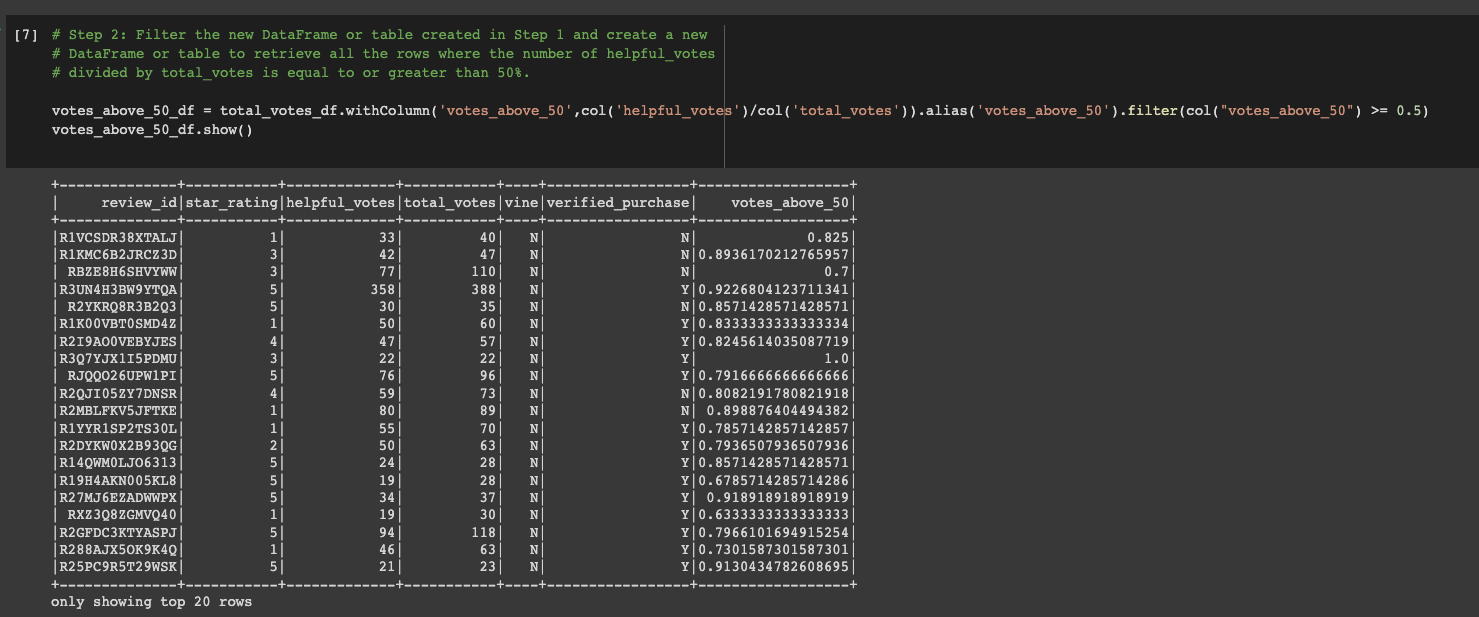 [7] # Step 2: Filter the new DataFrame or table created in Step 1 and create a new
# DataFrame or table to retrieve all the rows where the number of helpful_votes
# divided by total_votes is equal to or greater than 50%.
votes_above_50_df = total_votes_df.withColumn('votes_above_50',col('helpful_votes')/col('total_votes')).alias('votes_above_50').filter(col("votes_above_50") >= 0.5)
votes_above_50_df.show()
+--------------+-----------+-------------+-----------+----+-----------------+------------------+
|     review_id|star_rating|helpful_votes|total_votes|vine|verified_purchase|    votes_above_50|
+--------------+-----------+-------------+-----------+----+-----------------+------------------+
|R1VCSDR38XTALJ|          1|           33|         40|   N|                N|             0.825|
|R1KMC6B2JRCZ3D|          3|           42|         47|   N|                N|0.8936170212765957|
| RBZE8H6SHVYWW|          3|           77|        110|   N|                N|               0.7|
|R3UN4H3BW9YTQA|          5|          358|        388|   N|                Y|0.9226804123711341|
| R2YKRQ8R3B2Q3|          5|           30|         35|   N|                N|0.8571428571428571|
|R1K00VBT0SMD4Z|          1|           50|         60|   N|                Y|0.8333333333333334|
|R2I9AO0VEBYJES|          4|           47|         57|   N|                Y|0.8245614035087719|
|R3Q7YJX1I5PDMU|          3|           22|         22|   N|                Y|               1.0|
| RJQQO26UPW1PI|          5|           76|         96|   N|                Y|0.7916666666666666|
|R2QJI05ZY7DNSR|          4|           59|         73|   N|                N|0.8082191780821918|
|R2MBLFKV5JFTKE|          1|           80|         89|   N|                N| 0.898876404494382|
|R1YYR1SP2TS30L|          1|           55|         70|   N|                Y|0.7857142857142857|
|R2DYKW0X2B93QG|          2|           50|         63|   N|                Y|0.7936507936507936|
|R14QWM0LJO6313|          5|           24|         28|   N|                Y|0.8571428571428571|
|R19H4AKN005KL8|          5|           19|         28|   N|                Y|0.6785714285714286|
|R27MJ6EZADWWPX|          5|           34|         37|   N|                Y| 0.918918918918919|
| RXZ3Q8ZGMVQ40|          1|           19|         30|   N|                Y|0.6333333333333333|
|R2GFDC3KTYASPJ|          5|           94|        118|   N|                Y|0.7966101694915254|
|R288AJX5OK9K4Q|          1|           46|         63|   N|                Y|0.7301587301587301|
|R25PC9R5T29WSK|          5|           21|         23|   N|                Y|0.9130434782608695|
+--------------+-----------+-------------+-----------+----+-----------------+------------------+
only showing top 20 rows